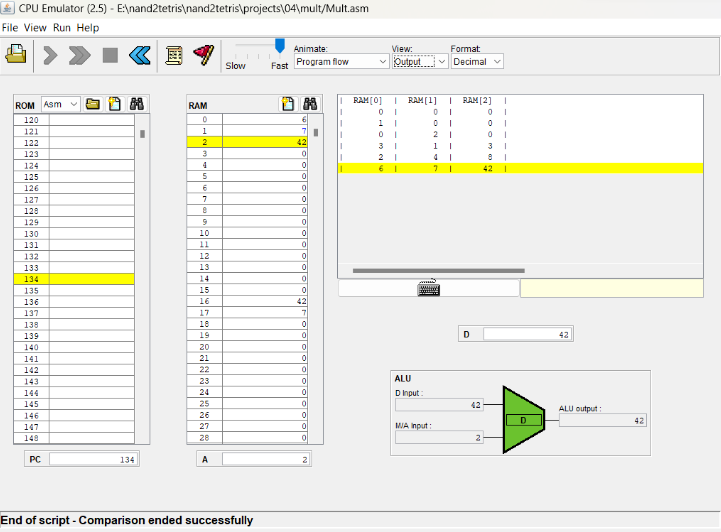 CPU Emulator (2.5) - E:\nand2tetris\nand2tetris\projects\04\mult/Mult.asm
File View Run Help
Slow Fast
Animate:
Program flow
View:
Output
Format:
Decimal
ROM Asm
120
121
122
123
124
125
126
127
128
129
130
131
132
133
134
135
136
137
138
139
140
141
142
143
144
145
146
147
148
PC 134
RAM
0 6
1 7
2 42
3 0
4 0
5 0
6 0
7 0
8 0
9 0
10 0
11 0
12 0
13 0
14 0
15 0
16 42
17 7
18 0
19 0
20 0
21 0
22 0
23 0
24 0
25 0
26 0
27 0
28 0
A 2
| RAM[0] | RAM[1] | RAM[2] |
| 0 | 0 | 0 |
| 1 | 0 | 0 |
| 0 | 2 | 0 |
| 3 | 1 | 3 |
| 2 | 4 | 8 |
| 6 | 7 | 42 |
D 42
ALU
D Input :
42
M/A Input :
2
D
ALU output :
42
End of script - Comparison ended successfully